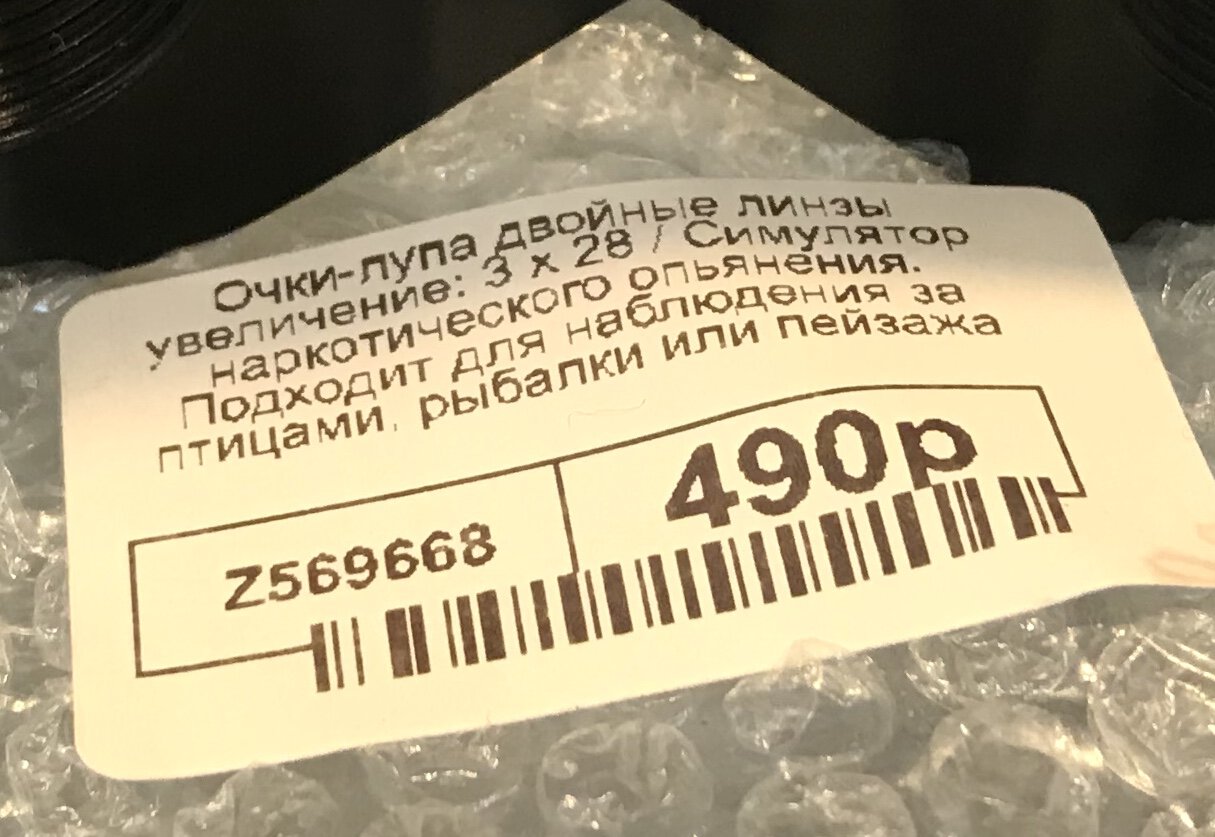 Очки-лупа двойные линзы
увеличение: 3 x 28 / Симулятор
наркотического опьянения.
Подходит для наблюдения за
птицами, рыбалки или пейзажа
490р
Z569668